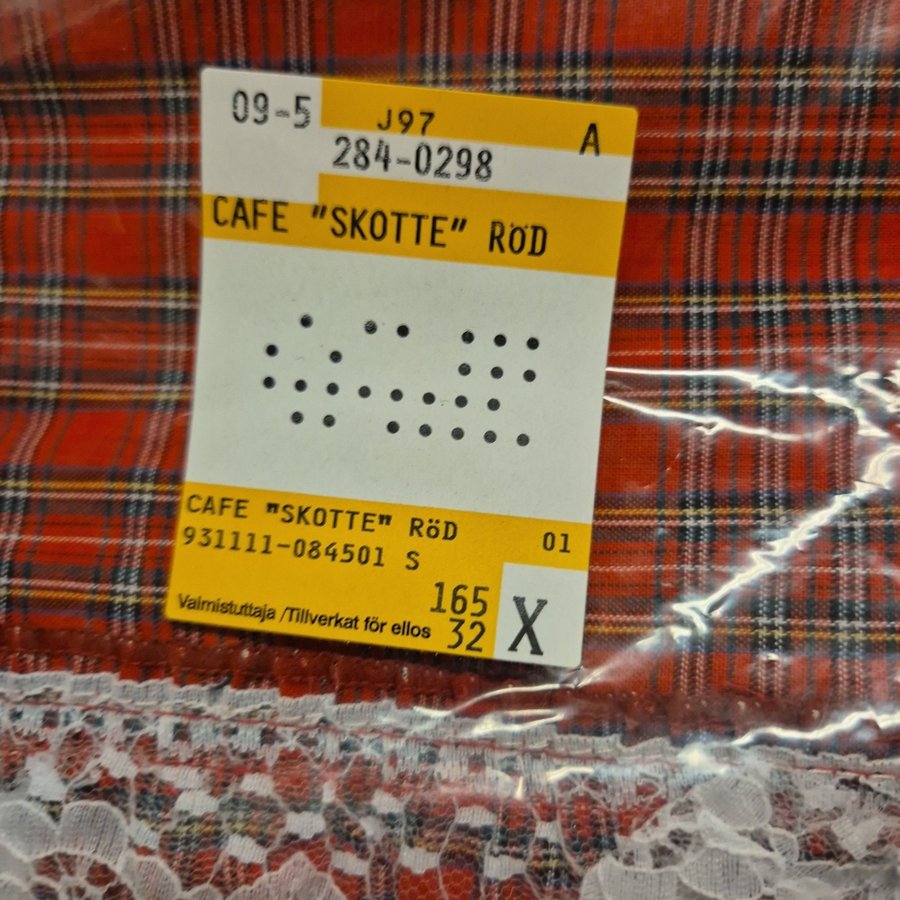 09-5
J97
A
284-0298
CAFE "SKOTTE" RöD
CAFE "SKOTTE" RöD 01
931111-084501 S
165
Valmistuttaja /Tillverkat för ellos 32 X